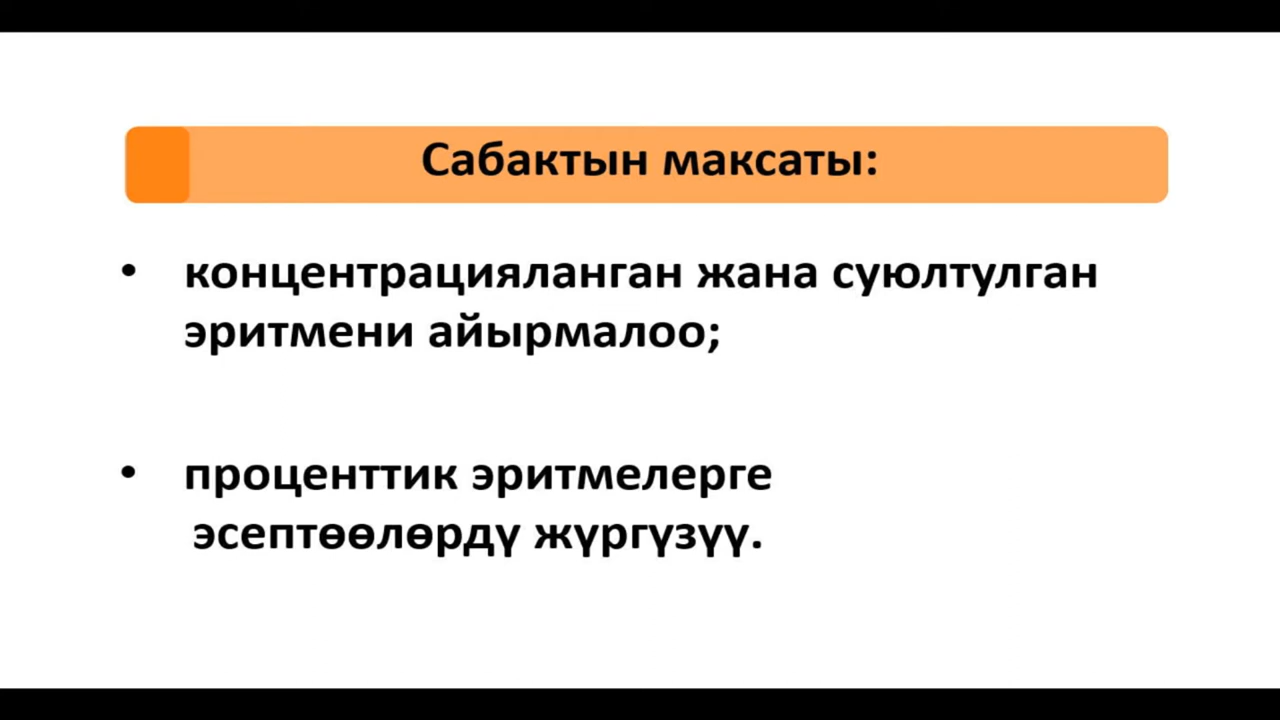 Сабактын максаты:
• концентрацияланган жана суюлтулган
эритмени айырмалоо;
• проценттик эритмелерге
эсептөөлөрдү жүргүзүү.